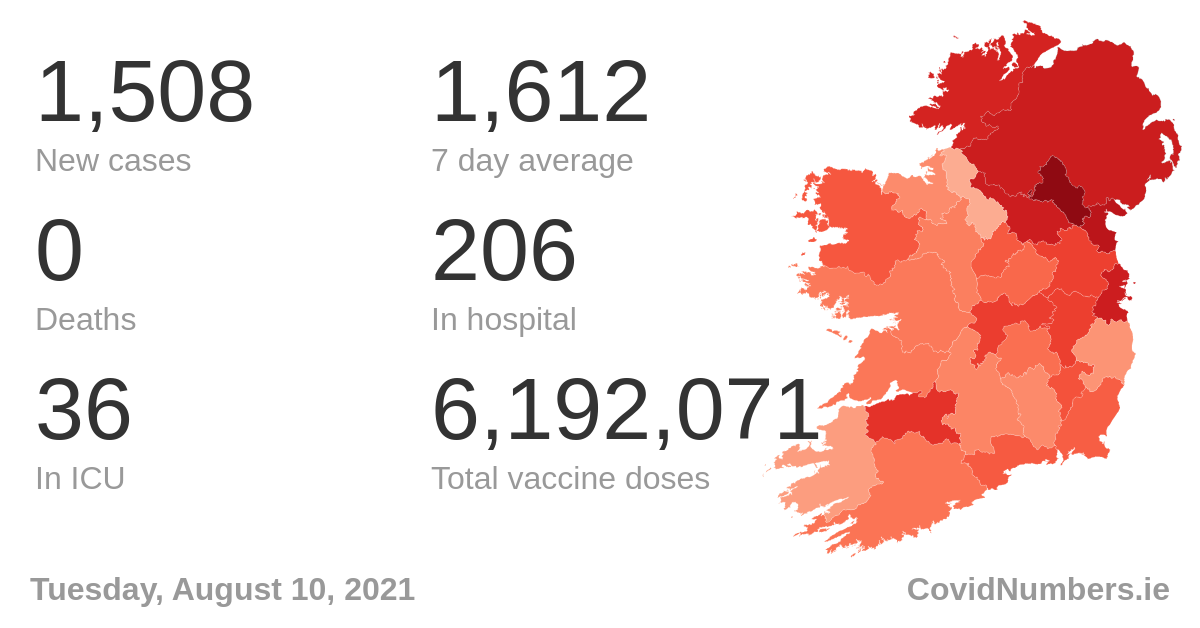 1,508
New cases
1,612
7 day average
0
Deaths
206
In hospital
36
In ICU
6,192,071
Total vaccine doses
Tuesday, August 10, 2021
CovidNumbers.ie